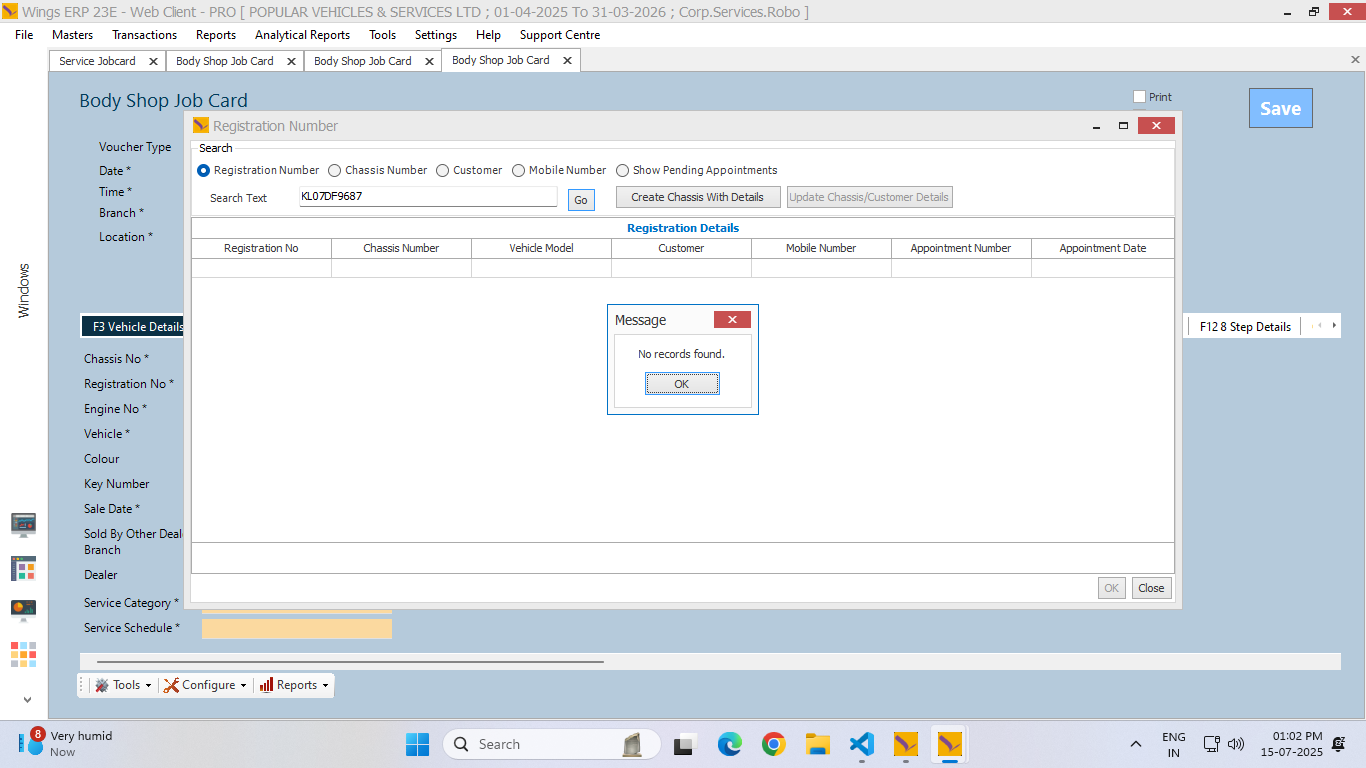 Wings ERP 23E - Web Client - PRO [ POPULAR VEHICLES & SERVICES LTD ; 01-04-2025 To 31-03-2026 ; Corp.Services.Robo ]
File Masters Transactions Reports Analytical Reports Tools Settings Help Support Centre
Service Jobcard Body Shop Job Card Body Shop Job Card Body Shop Job Card
Body Shop Job Card
Print
Save
Registration Number
Voucher Type
Search
Date *
Registration Number Chassis Number Customer Mobile Number Show Pending Appointments
Time *
Search Text KL07DF9687 Go Create Chassis With Details Update Chassis/Customer Details
Branch *
Registration Details
Location *
Registration No Chassis Number Vehicle Model Customer Mobile Number Appointment Number Appointment Date
Windows
Message
No records found.
OK
F3 Vehicle Details
F12 8 Step Details
Chassis No *
Registration No *
Engine No *
Vehicle *
Colour
Key Number
Sale Date *
Sold By Other Deal
Branch
Dealer
OK Close
Service Category *
Service Schedule *
Tools Configure Reports
8
Very humid
Now
Search
ENG
IN
01:02 PM
15-07-2025